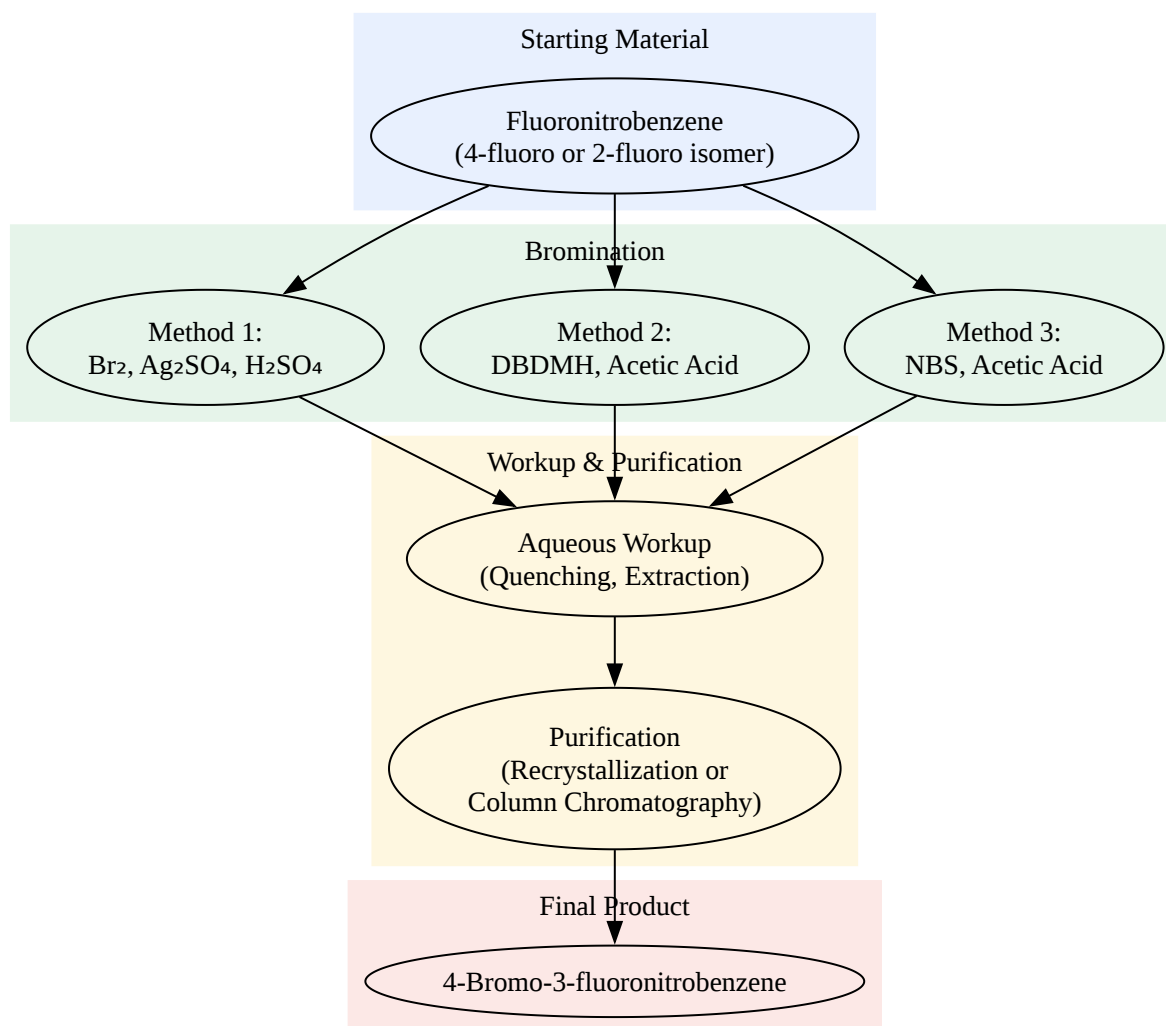 Starting Material
Fluoronitrobenzene
(4-fluoro or 2-fluoro isomer)
Bromination
Method 1:
Br₂, Ag₂SO₄, H₂SO₄
Method 2:
DBDMH, Acetic Acid
Method 3:
NBS, Acetic Acid
Workup & Purification
Aqueous Workup
(Quenching, Extraction)
Purification
(Recrystallization or
Column Chromatography)
Final Product
4-Bromo-3-fluoronitrobenzene